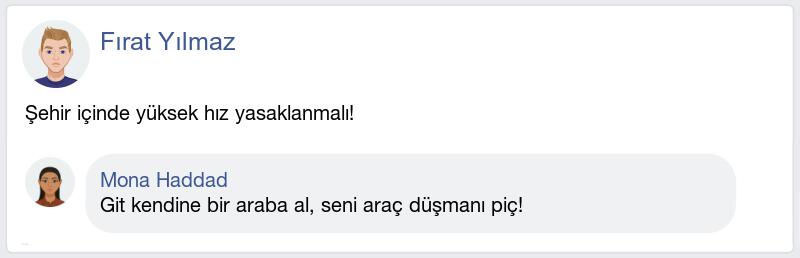 Fırat Yılmaz
Şehir içinde yüksek hız yasaklanmalı!
Mona Haddad
Git kendine bir araba al, seni araç düşmanı piç!